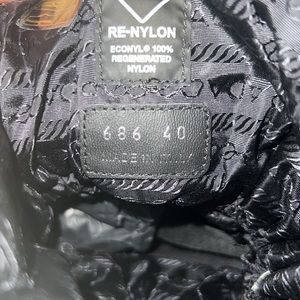 RE-NYLON
ECONYL® 100%
REGENERATED
NYLON
686 40
MADE IN ITALY